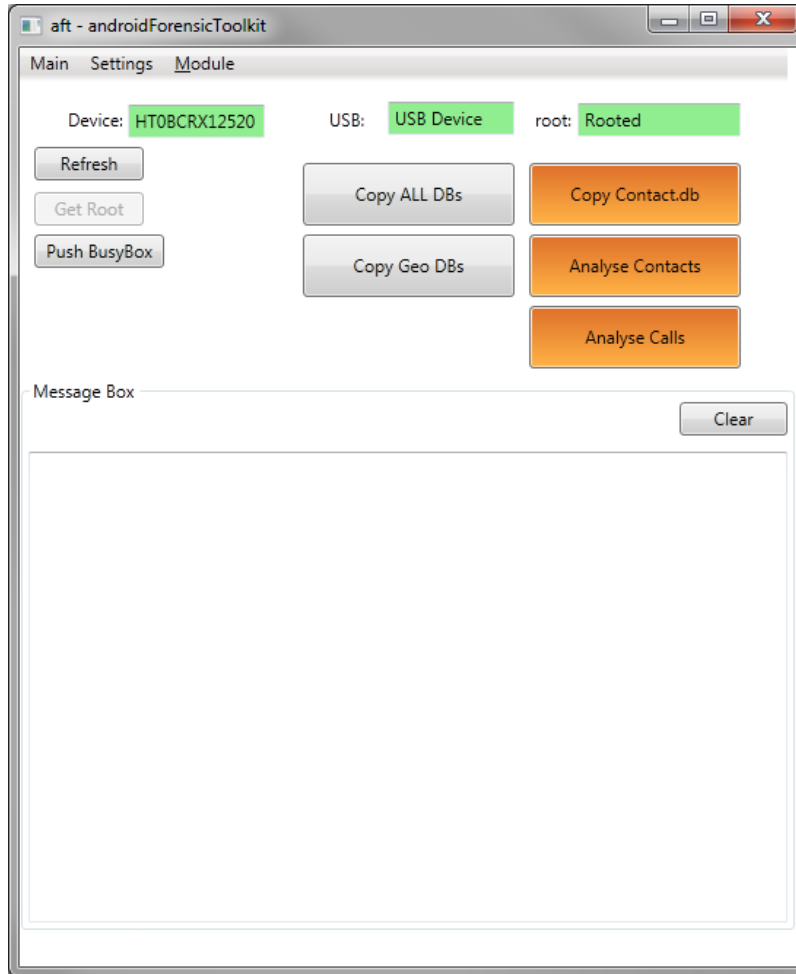 aft - androidForensicToolkit
Main Settings Module
Device: HT0BCRX12520 USB: USB Device root: Rooted
Refresh
Get Root
Push BusyBox
Copy ALL DBs
Copy Geo DBs
Copy Contact.db
Analyse Contacts
Analyse Calls
Message Box
Clear